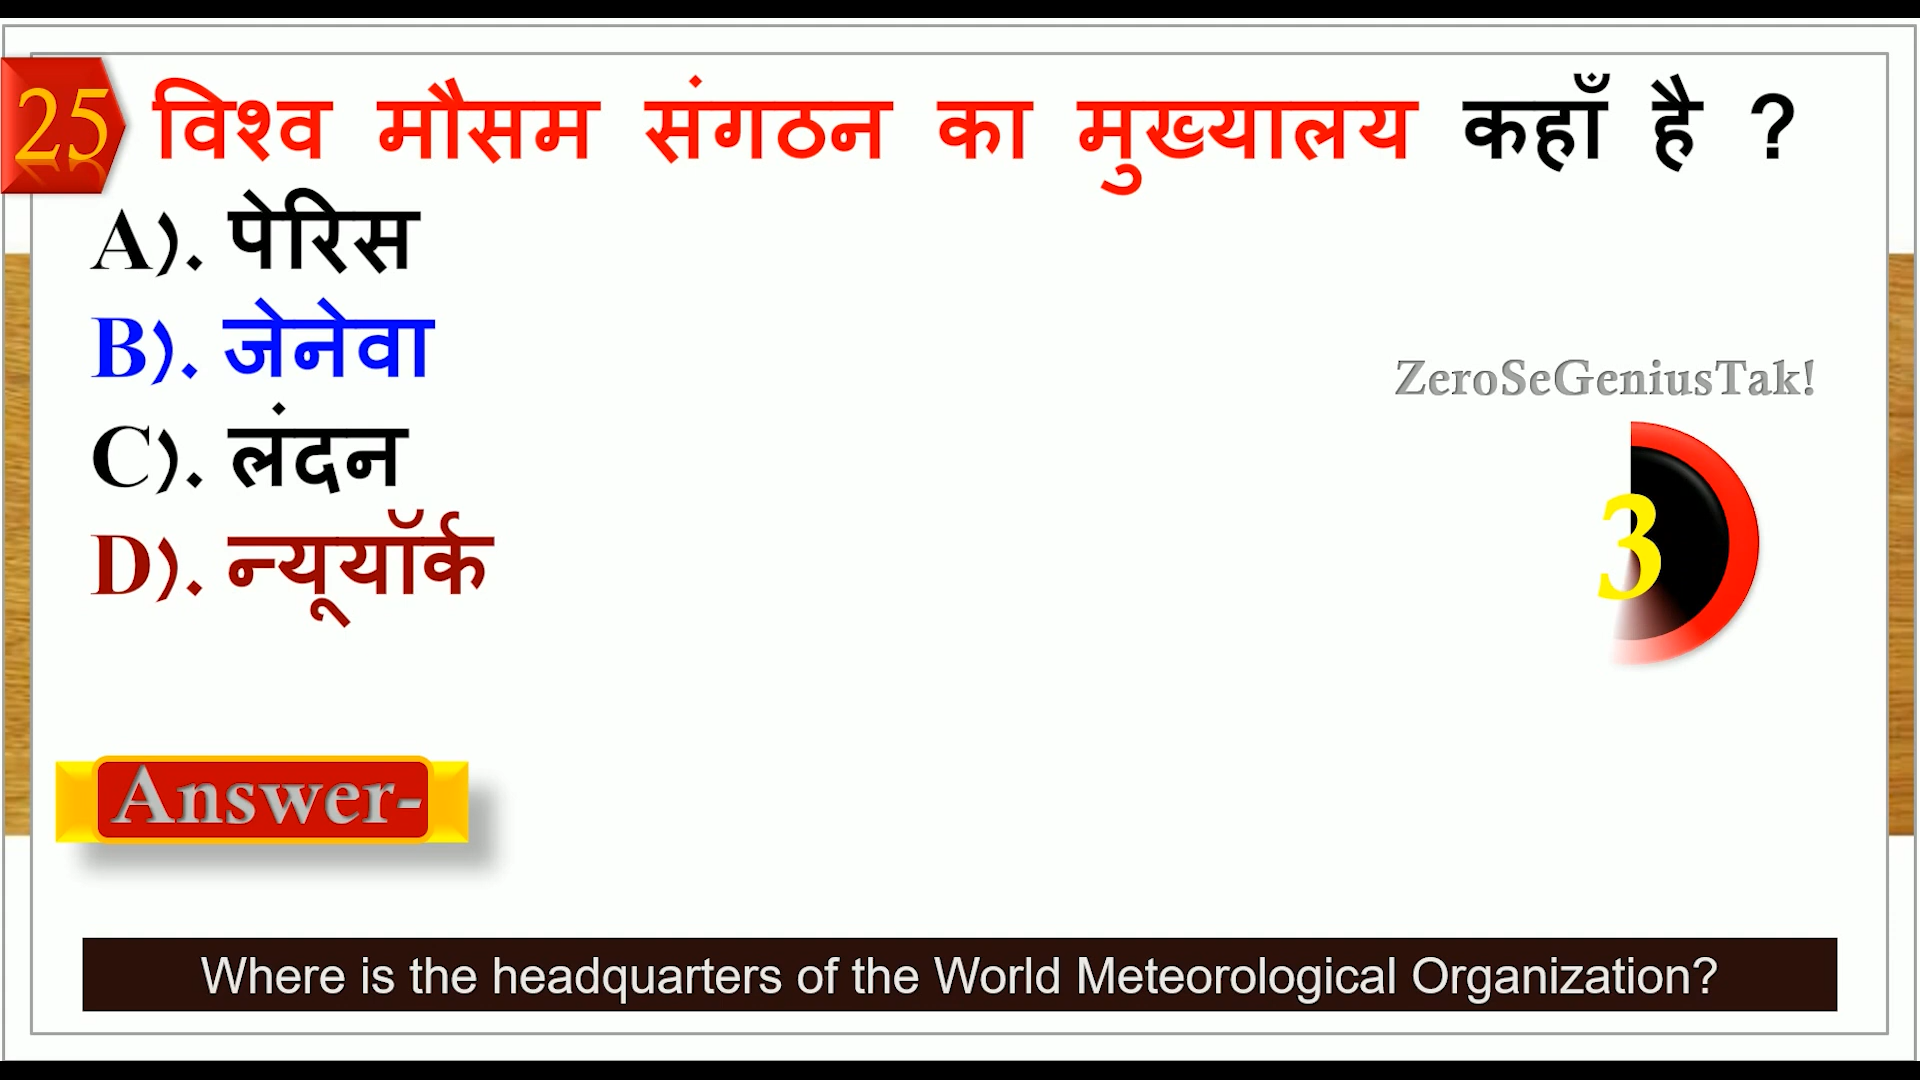 25 विश्व मौसम संगठन का मुख्यालय कहाँ है ?
A). पेरिस
B). जेनेवा
C). लंदन
D). न्यूयॉर्क
ZeroSeGeniusTak!
3
Answer-
Where is the headquarters of the World Meteorological Organization?